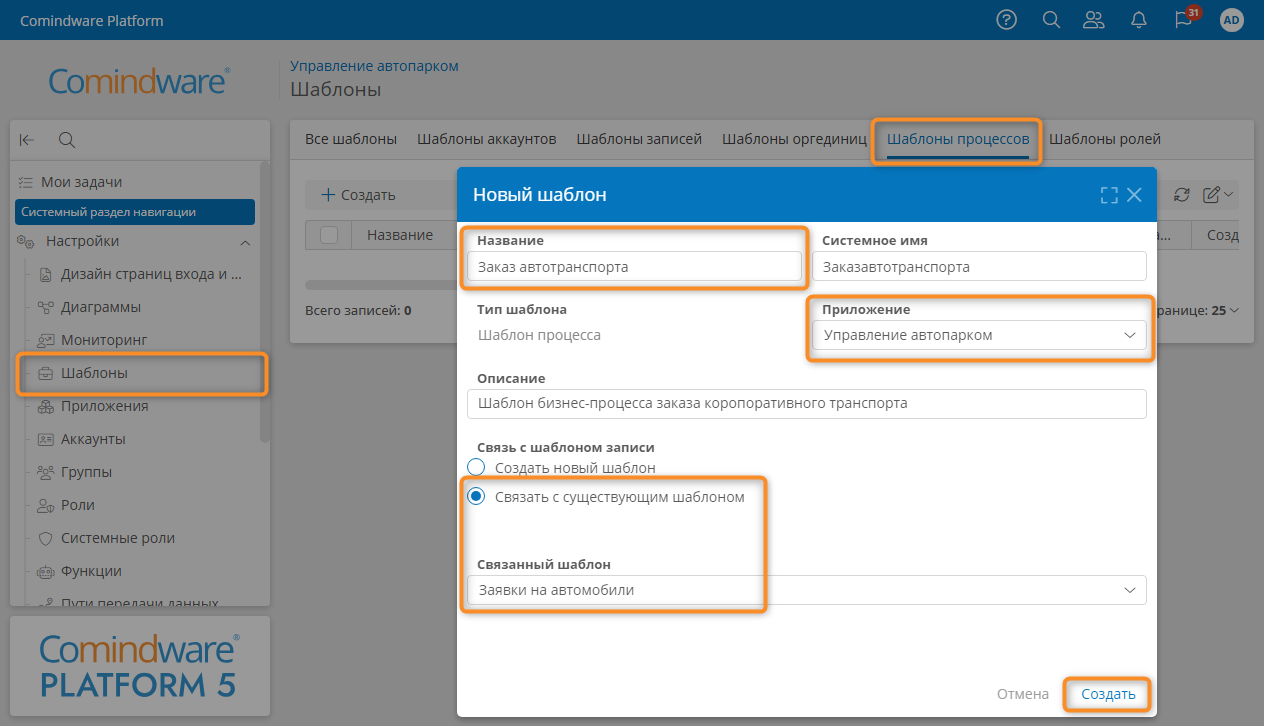 Comindware Platform
31
AD
Comindware®
Управление автопарком
Шаблоны
Все шаблоны
Шаблоны аккаунтов
Шаблоны записей
Шаблоны оргединиц
Шаблоны процессов
Шаблоны ролей
Мои задачи
Системный раздел навигации
Настройки
Дизайн страниц входа и ...
Диаграммы
Мониторинг
Шаблоны
Приложения
Аккаунты
Группы
Роли
Системные роли
Функции
Пути передачи данных
Comindware®
PLATFORM 5
Создать
Название
а...
Созд
Всего записей: 0
ранице: 25
Новый шаблон
Название
Системное имя
Заказ автотранспорта
Заказавтотранспорта
Тип шаблона
Приложение
Шаблон процесса
Управление автопарком
Описание
Шаблон бизнес-процесса заказа коропоративного транспорта
Связь с шаблоном записи
Создать новый шаблон
Связать с существующим шаблоном
Связанный шаблон
Заявки на автомобили
Отмена
Создать